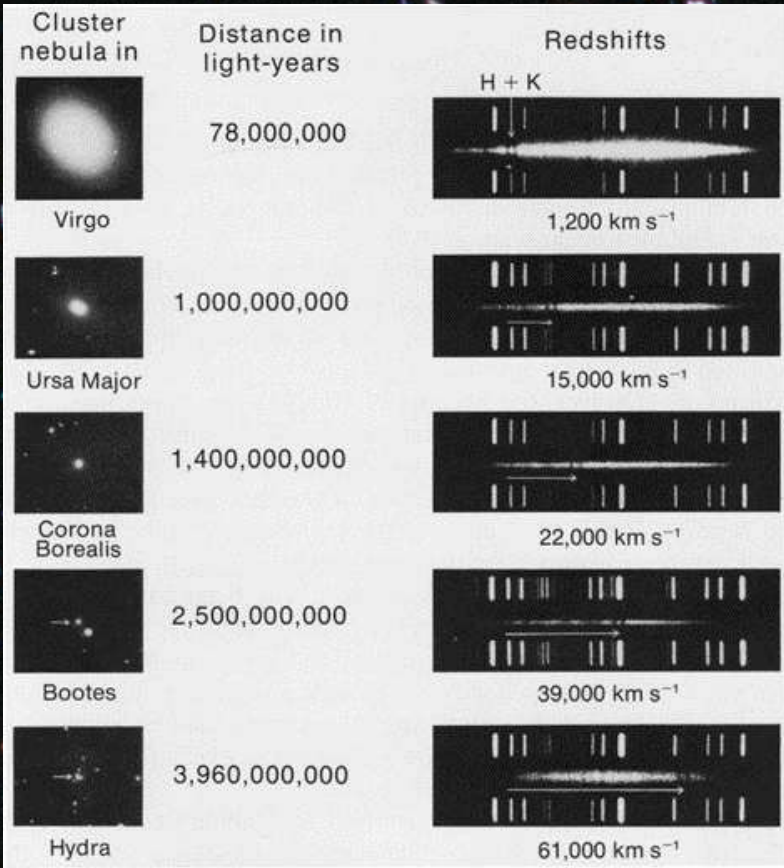 Cluster
nebula in
Distance in
light-years
Redshifts
H + K
78,000,000
Virgo
1,200 km s⁻¹
1,000,000,000
Ursa Major
15,000 km s⁻¹
1,400,000,000
Corona
Borealis
22,000 km s⁻¹
2,500,000,000
Bootes
39,000 km s⁻¹
3,960,000,000
Hydra
61,000 km s⁻¹